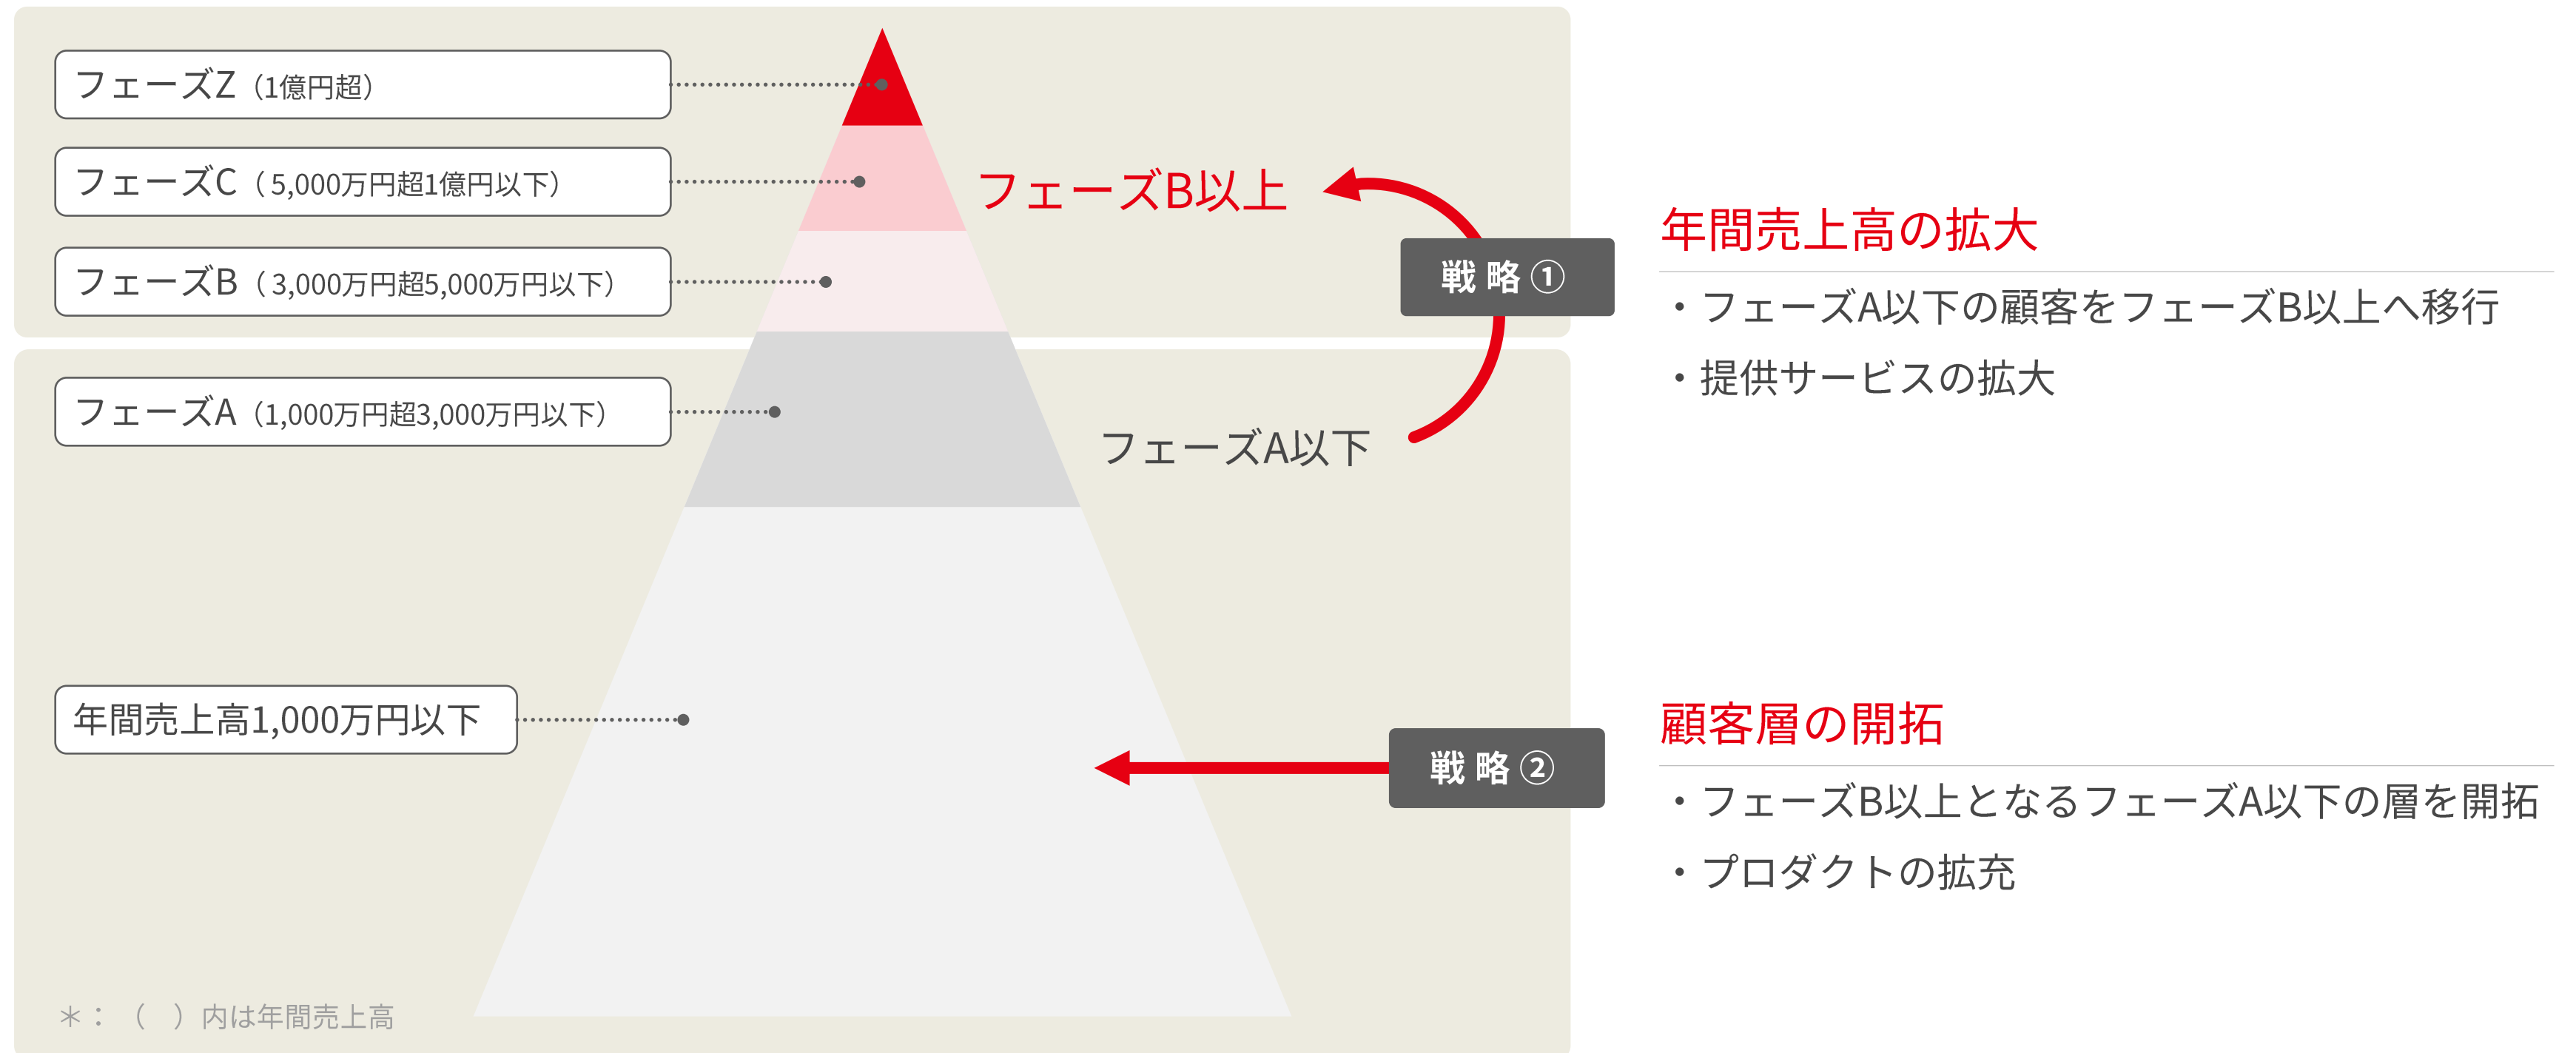 フェーズZ（1億円超）
フェーズC（ 5,000万円超1億円以下）
フェーズB（ 3,000万円超5,000万円以下）
フェーズB以上
フェーズA（1,000万円超3,000万円以下）
フェーズA以下
年間売上高1,000万円以下
＊：（　）内は年間売上高
戦略①
年間売上高の拡大
・フェーズA以下の顧客をフェーズB以上へ移行
・提供サービスの拡大
戦略②
顧客層の開拓
・フェーズB以上となるフェーズA以下の層を開拓
・プロダクトの拡充